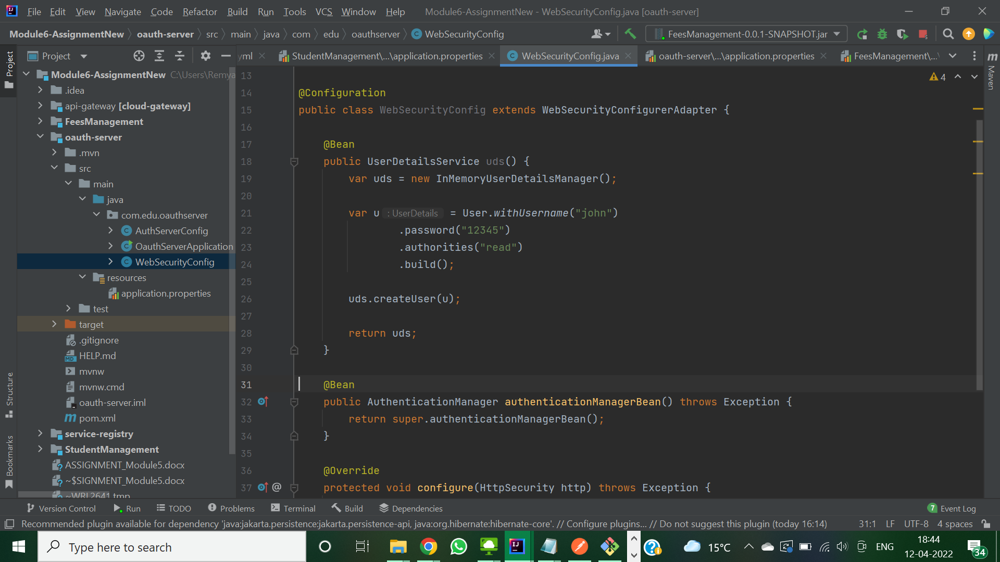 File Edit View Navigate Code Refactor Build Run Tools VCS Window Help Module6-AssignmentNew - WebSecurityConfig.java [oauth-server]
Module6-AssignmentNew oauth-server src main java com edu oauthserver WebSecurityConfig FeesManagement-0.0.1-SNAPSHOT.jar
Project yml StudentManagement\...\application.properties WebSecurityConfig.java oauth-server\...\application.properties FeesManagement\...\
Project
Structure
Bookmarks
Maven
Module6-AssignmentNew C:\Users\Remya
.idea
api-gateway [cloud-gateway]
FeesManagement
oauth-server
.mvn
src
main
java
com.edu.oauthserver
AuthServerConfig
OauthServerApplication
WebSecurityConfig
resources
application.properties
test
target
.gitignore
HELP.md
mvnw
mvnw.cmd
oauth-server.iml
pom.xml
service-registry
StudentManagement
ASSIGNMENT_Module5.docx
~$SIGNMENT_Module5.docx
~WRL2641.tmp
4
13
14 @Configuration
15 public class WebSecurityConfig extends WebSecurityConfigurerAdapter {
16
17 @Bean
18 public UserDetailsService uds() {
19 var uds = new InMemoryUserDetailsManager();
20
21 var u : UserDetails = User.withUsername("john")
22 .password("12345")
23 .authorities("read")
24 .build();
25
26 uds.createUser(u);
27
28 return uds;
29 }
30
31 @Bean
32 public AuthenticationManager authenticationManagerBean() throws Exception {
33 return super.authenticationManagerBean();
34 }
35
36 @Override
37 @ protected void configure(HttpSecurity http) throws Exception {
Version Control Run TODO Problems Terminal Build Dependencies 7 Event Log
Recommended plugin available for dependency 'java:jakarta.persistence:jakarta.persistence-api, java:org.hibernate:hibernate-core'. // Configure plugins... // Do not suggest this plugin (today 16:14) 31:1 LF UTF-8 4 spaces
Type here to search 15°C ENG 18:44
12-04-2022 34